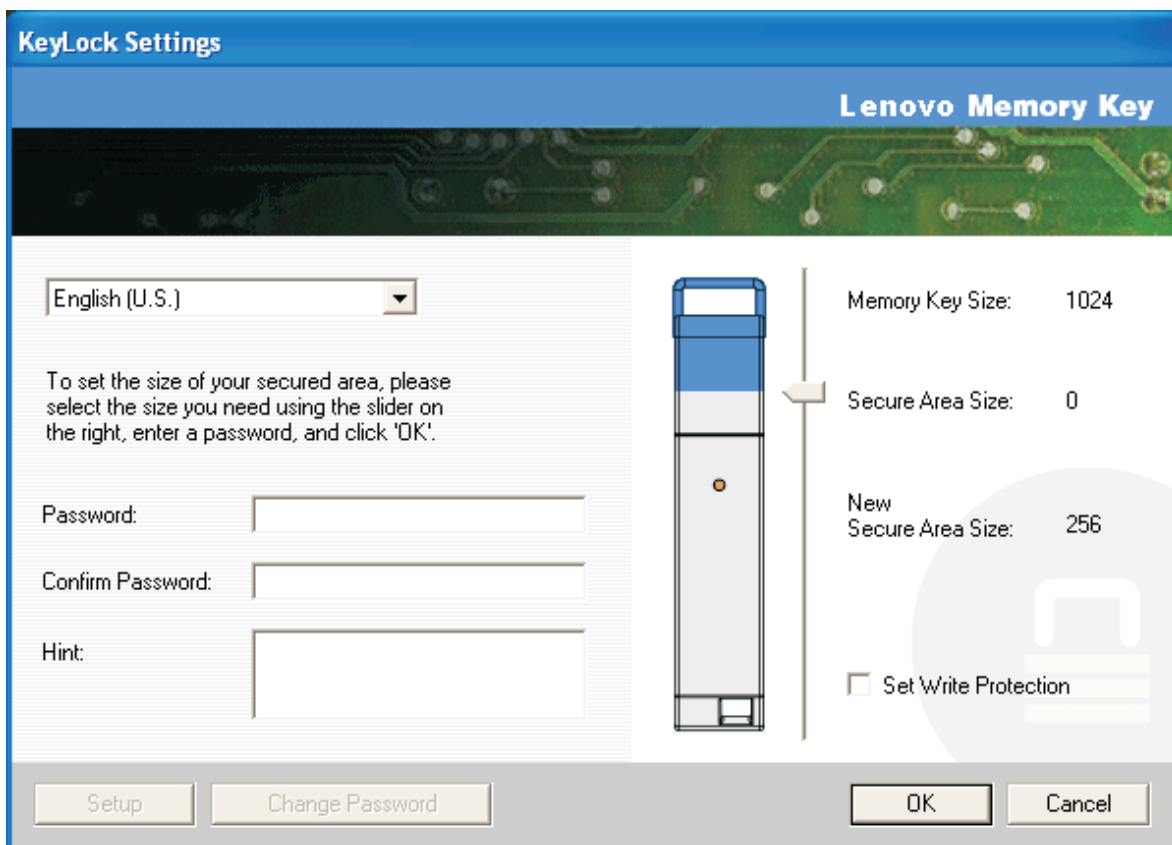 KeyLock Settings
Lenovo Memory Key
English (U.S.)
To set the size of your secured area, please
select the size you need using the slider on
the right, enter a password, and click 'OK'.
Password:
Confirm Password:
Hint:
Memory Key Size: 1024
Secure Area Size: 0
New
Secure Area Size: 256
Set Write Protection
Setup
Change Password
OK
Cancel